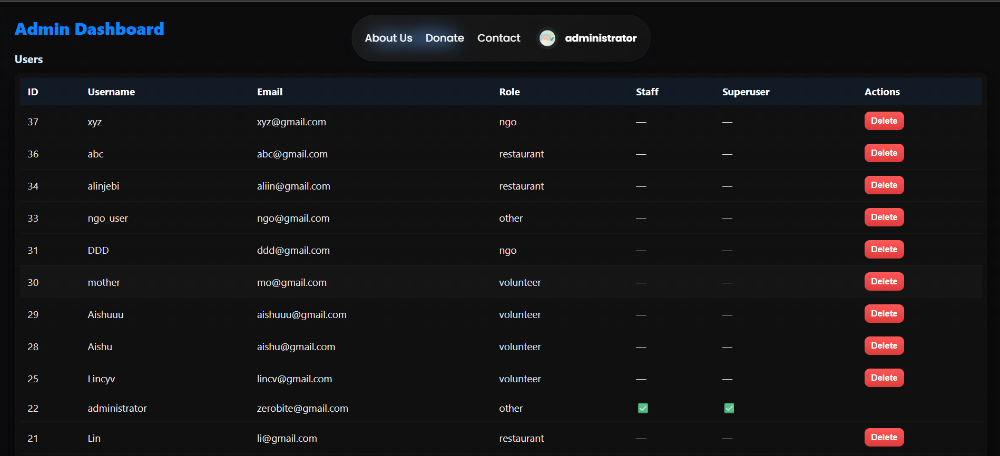 Admin Dashboard
About Us Donate Contact administrator
Users
ID Username Email Role Staff Superuser Actions
37 xyz xyz@gmail.com ngo — — Delete
36 abc abc@gmail.com restaurant — — Delete
34 alinjebi aliin@gmail.com restaurant — — Delete
33 ngo_user ngo@gmail.com other — — Delete
31 DDD ddd@gmail.com ngo — — Delete
30 mother mo@gmail.com volunteer — — Delete
29 Aishuuu aishuuu@gmail.com volunteer — — Delete
28 Aishu aishu@gmail.com volunteer — — Delete
25 Lincyv lincv@gmail.com volunteer — — Delete
22 administrator zerobite@gmail.com other ✅ ✅
21 Lin li@gmail.com restaurant — — Delete